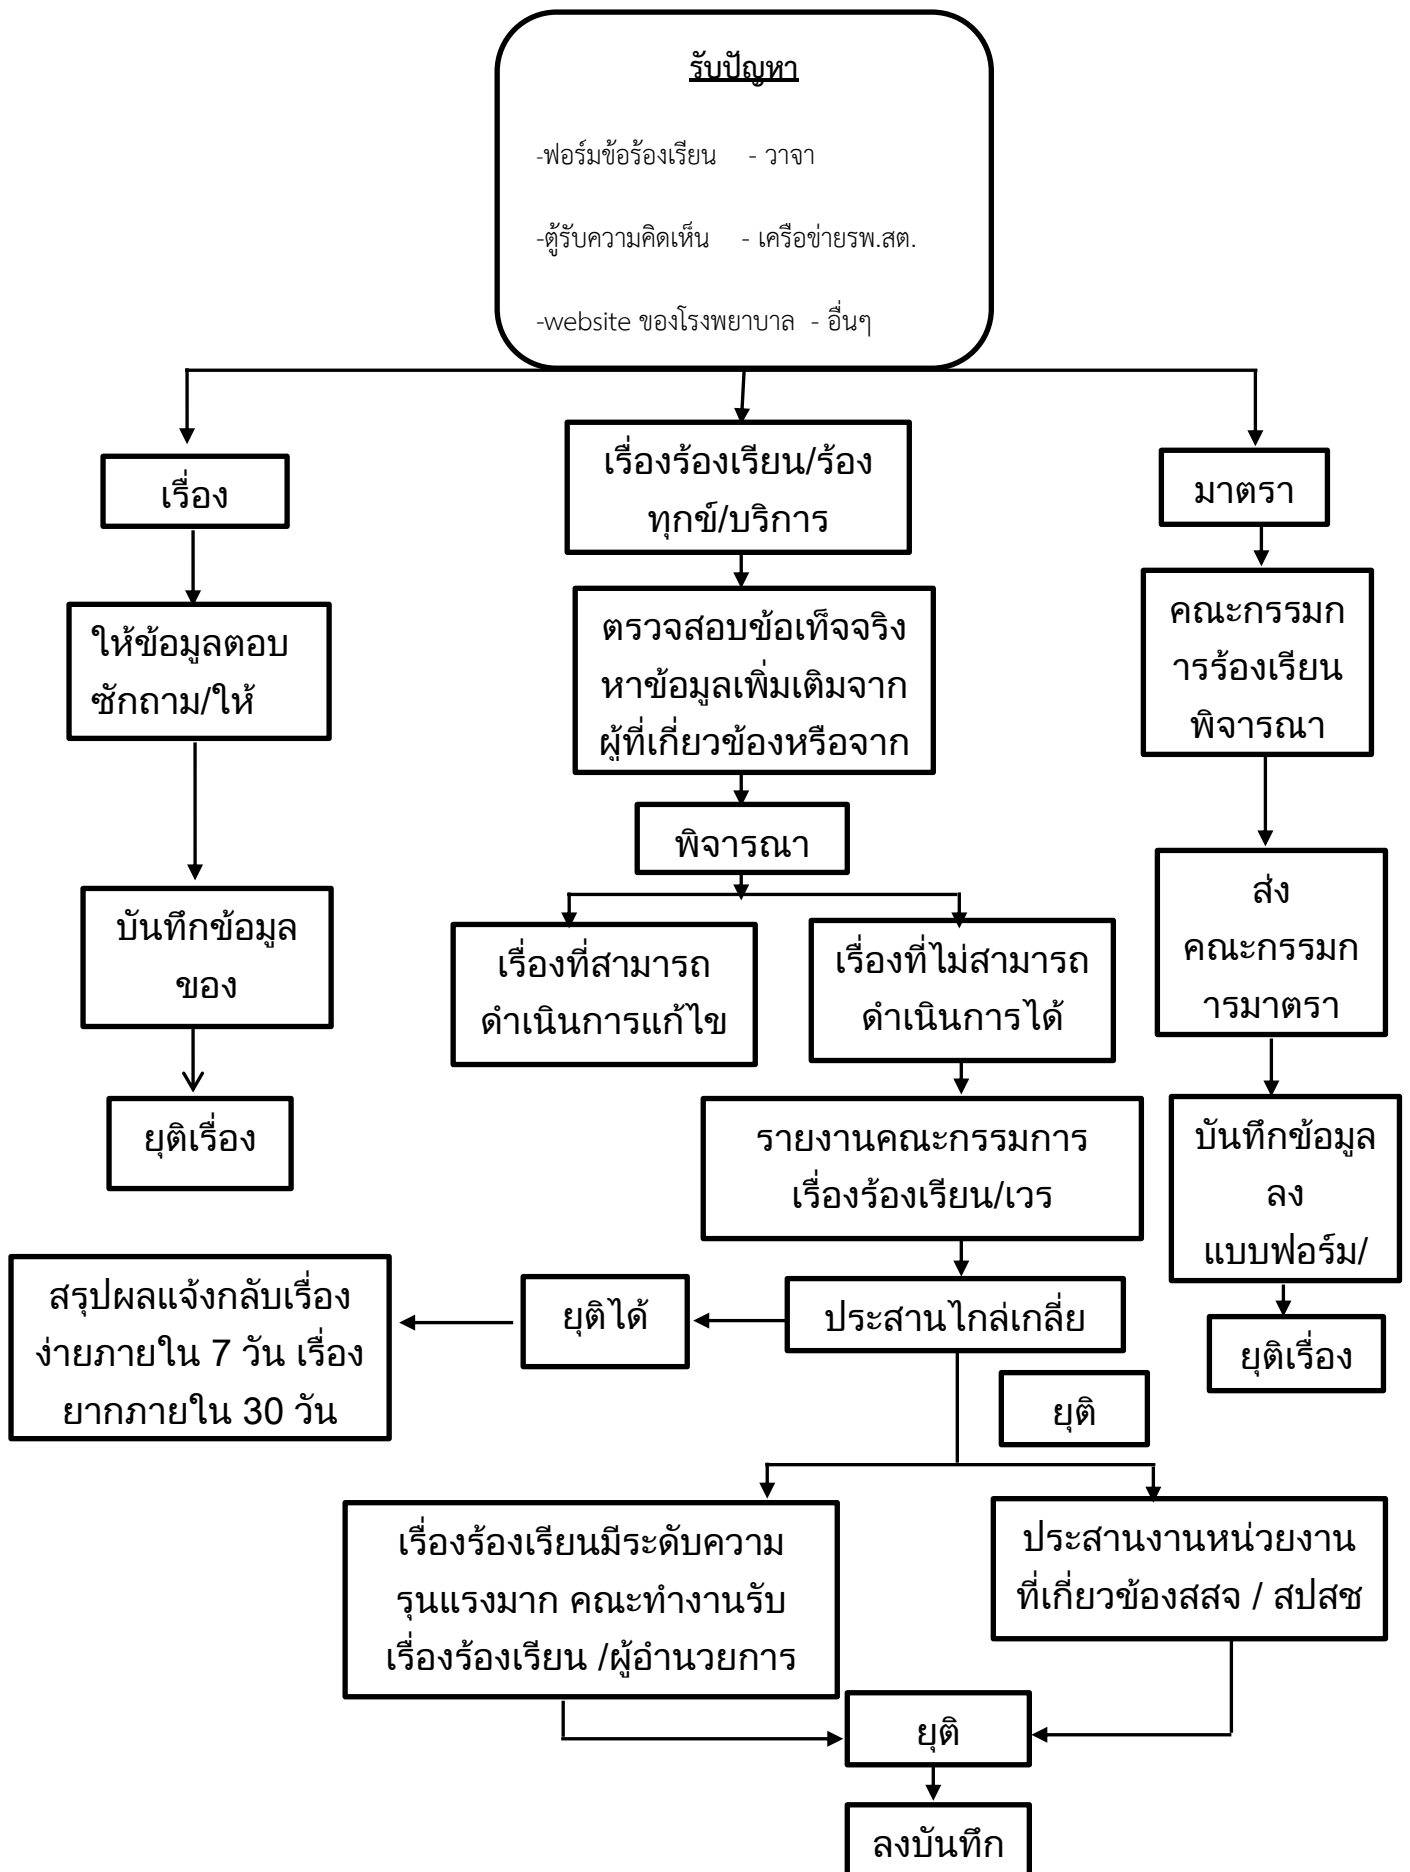 รับปัญหา
-ฟอร์มข้อร้องเรียน - วาจา
-ตู้รับความคิดเห็น - เครือข่ายรพ.สต.
-website ของโรงพยาบาล - อื่นๆ
เรื่อง
เรื่องร้องเรียน/ร้อง
ทุกข์/บริการ
มาตรา
ให้ข้อมูลตอบ
ซักถาม/ให้
ตรวจสอบข้อเท็จจริง
หาข้อมูลเพิ่มเติมจาก
ผู้ที่เกี่ยวข้องหรือจาก
คณะกรรมก
ารร้องเรียน
พิจารณา
พิจารณา
บันทึกข้อมูล
ของ
เรื่องที่สามารถ
ดำเนินการแก้ไข
เรื่องที่ไม่สามารถ
ดำเนินการได้
ส่ง
คณะกรรมก
ารมาตรา
ยุติเรื่อง
รายงานคณะกรรมการ
เรื่องร้องเรียน/เวร
บันทึกข้อมูล
ลง
แบบฟอร์ม/
สรุปผลแจ้งกลับเรื่อง
ง่ายภายใน 7 วัน เรื่อง
ยากภายใน 30 วัน
ยุติได้
ประสานไกล่เกลี่ย
ยุติเรื่อง
ยุติ
เรื่องร้องเรียนมีระดับความ
รุนแรงมาก คณะทำงานรับ
เรื่องร้องเรียน /ผู้อำนวยการ
ประสานงานหน่วยงาน
ที่เกี่ยวข้องสสจ / สปสช
ยุติ
ลงบันทึก